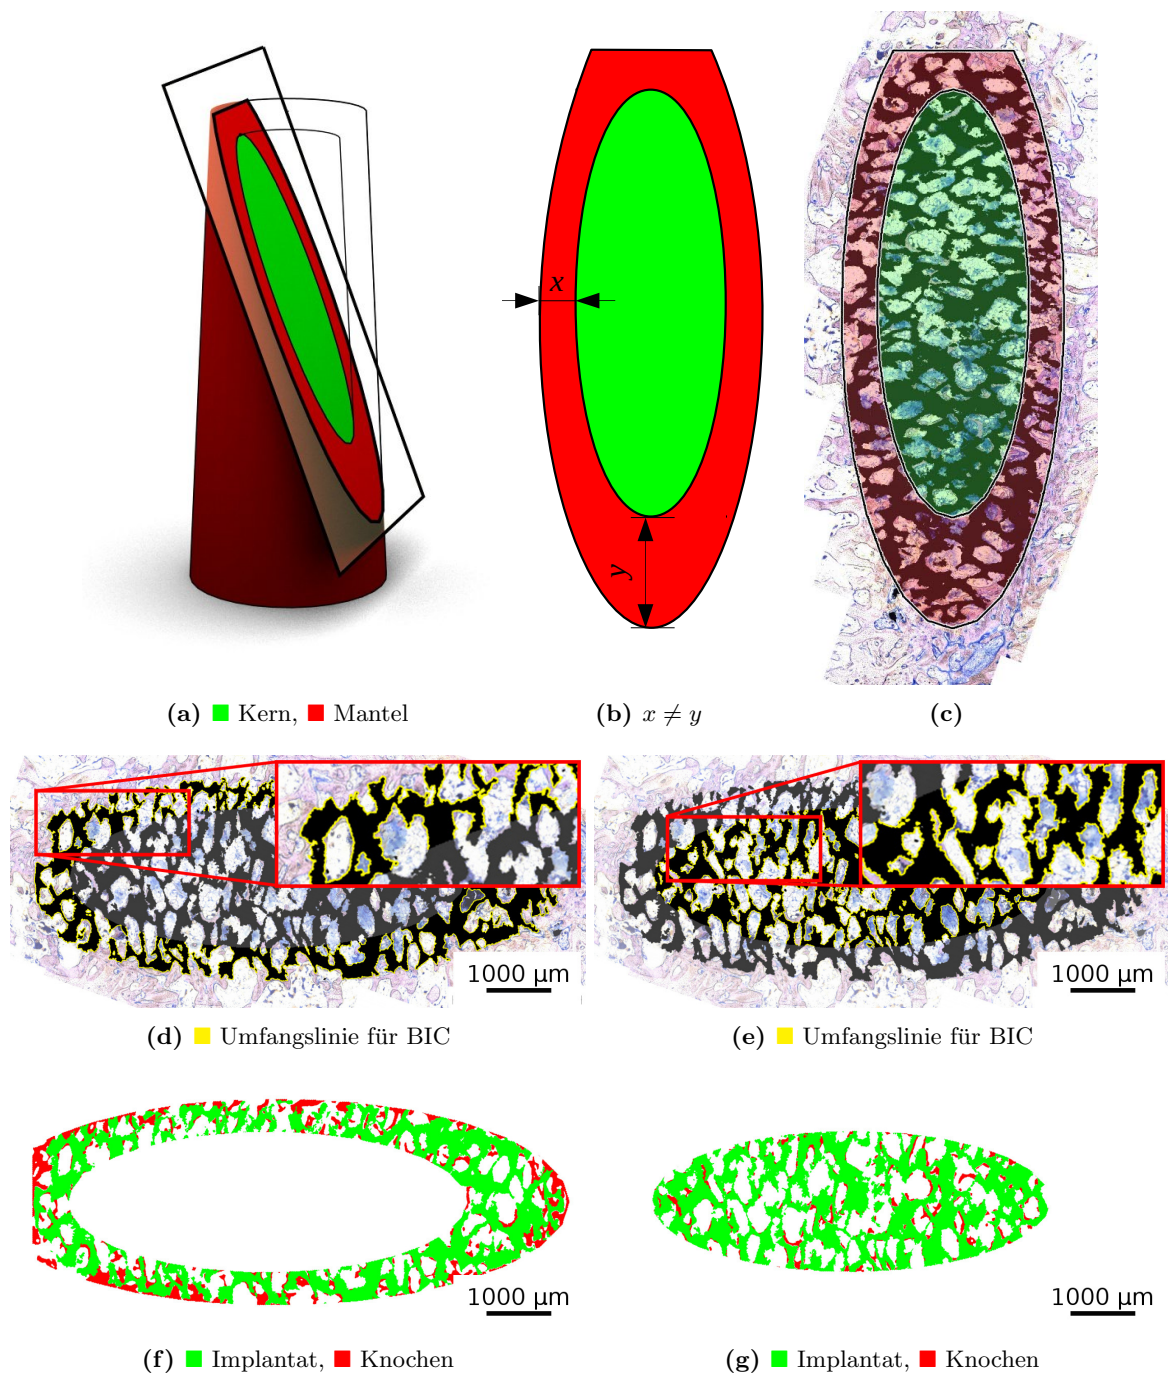 x
y
(a) ■ Kern, ■ Mantel
(b) x ≠ y
(c)
1000 µm
1000 µm
(d) ■ Umfangslinie für BIC
(e) ■ Umfangslinie für BIC
1000 µm
1000 µm
(f) ■ Implantat, ■ Knochen
(g) ■ Implantat, ■ Knochen